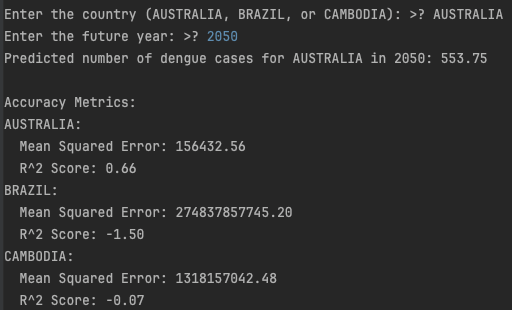 Enter the country (AUSTRALIA, BRAZIL, or CAMBODIA): >? AUSTRALIA
Enter the future year: >? 2050
Predicted number of dengue cases for AUSTRALIA in 2050: 553.75
Accuracy Metrics:
AUSTRALIA:
  Mean Squared Error: 156432.56
  R^2 Score: 0.66
BRAZIL:
  Mean Squared Error: 274837857745.20
  R^2 Score: -1.50
CAMBODIA:
  Mean Squared Error: 1318157042.48
  R^2 Score: -0.07